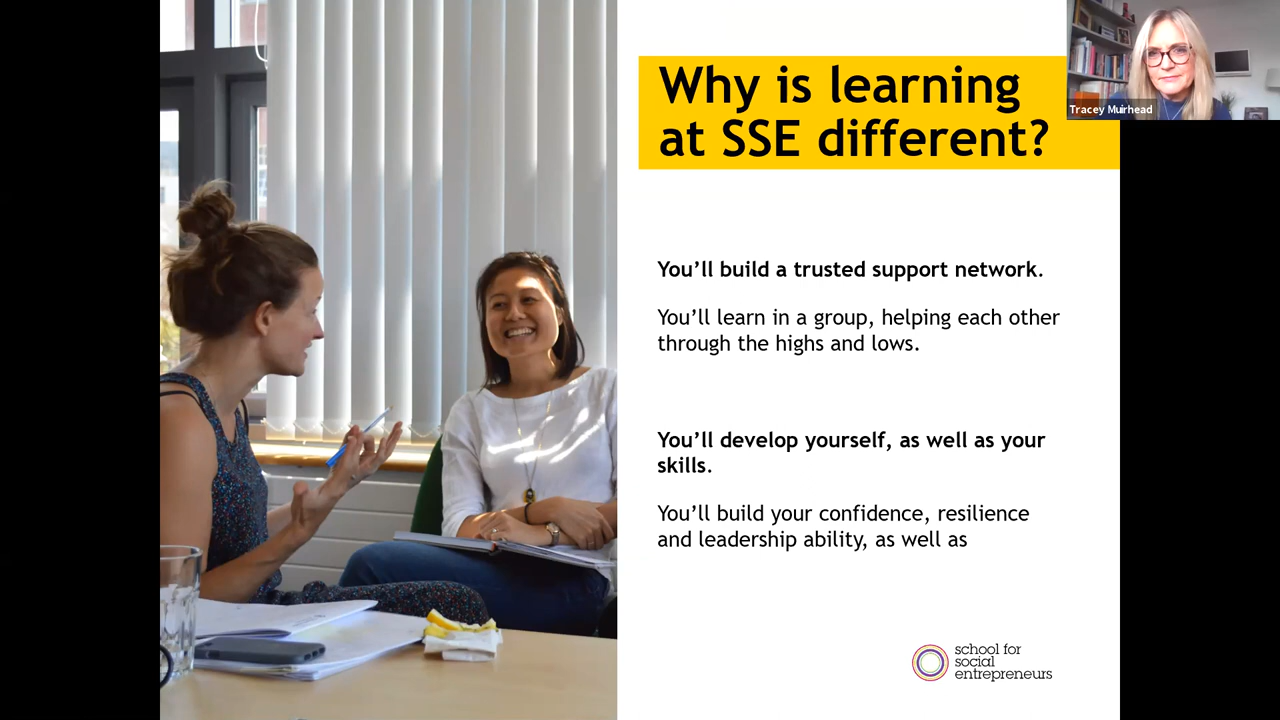 Why is learning
at SSE different?
Tracey Muirhead
You'll build a trusted support network.
You'll learn in a group, helping each other
through the highs and lows.
You'll develop yourself, as well as your
skills.
You'll build your confidence, resilience
and leadership ability, as well as
school for
social
entrepreneurs